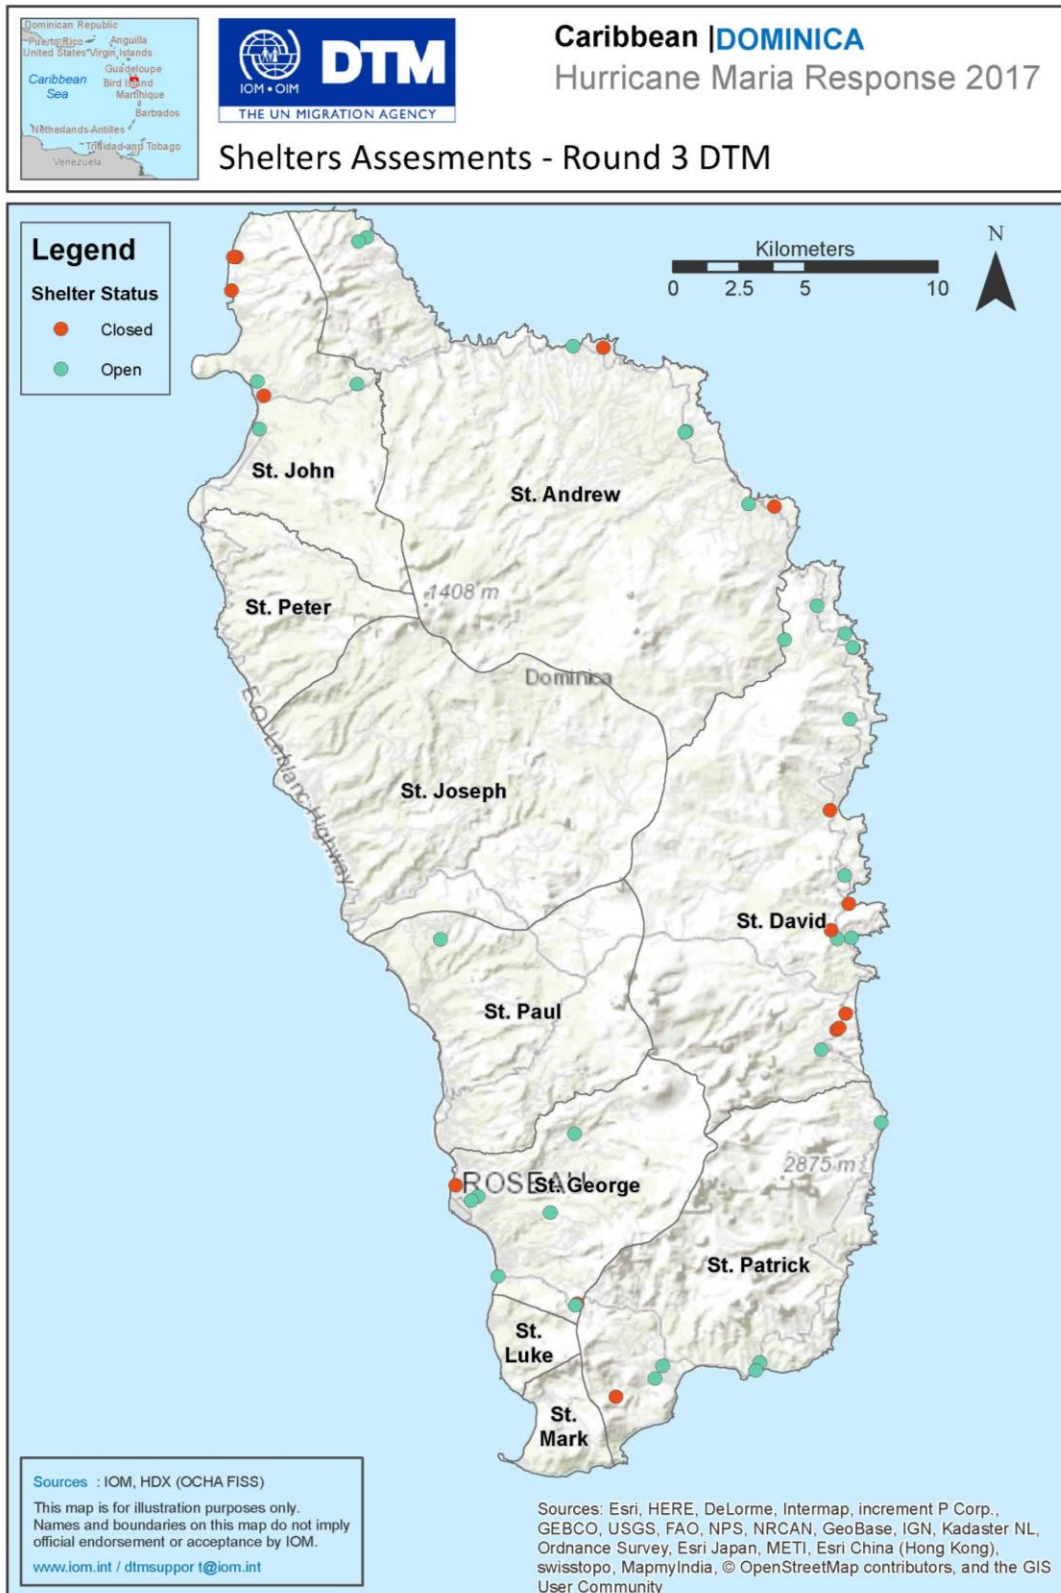 Dominican Republic
Puerto Rico
Anguilla
United States Virgin Islands
Guadeloupe
Caribbean
Bird Island
Sea
Martinique
Barbados
Netherlands Antilles
Trinidad and Tobago
Venezuela
IOM • OIM
DTM
THE UN MIGRATION AGENCY
Caribbean |DOMINICA
Hurricane Maria Response 2017
Shelters Assesments - Round 3 DTM
Legend
Shelter Status
Closed
Open
Kilometers
0 2.5 5 10
N
St. John
St. Andrew
1408 m
St. Peter
Dominica
E.O. Leblanc Highway
St. Joseph
St. David
St. Paul
2875 m
ROSEAU
St. George
St. Patrick
St.
Luke
St.
Mark
Sources : IOM, HDX (OCHA FISS)
This map is for illustration purposes only.
Names and boundaries on this map do not imply
official endorsement or acceptance by IOM.
www.iom.int / dtmsuppor t@iom.int
Sources: Esri, HERE, DeLorme, Intermap, increment P Corp.,
GEBCO, USGS, FAO, NPS, NRCAN, GeoBase, IGN, Kadaster NL,
Ordnance Survey, Esri Japan, METI, Esri China (Hong Kong),
swisstopo, MapmyIndia, © OpenStreetMap contributors, and the GIS
User Community